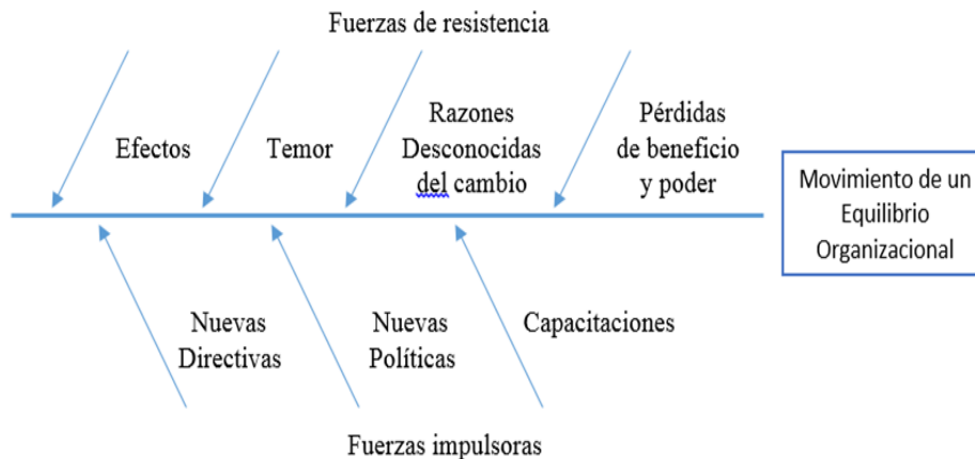 Fuerzas de resistencia
Efectos
Temor
Razones
Desconocidas
del cambio
Pérdidas
de beneficio
y poder
Movimiento de un
Equilibrio
Organizacional
Nuevas
Directivas
Nuevas
Políticas
Capacitaciones
Fuerzas impulsoras